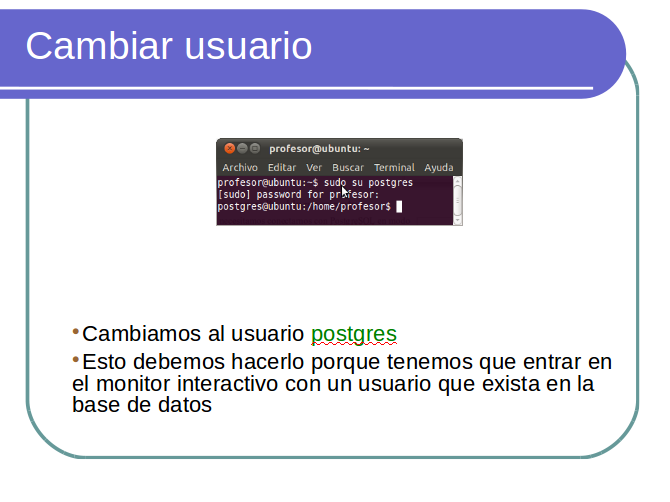 Cambiar usuario
profesor@ubuntu: ~
Archivo Editar Ver Buscar Terminal Ayuda
profesor@ubuntu:~$ sudo su postgres
[sudo] password for profesor:
postgres@ubuntu:/home/profesor$
•Cambiamos al usuario postgres
•Esto debemos hacerlo porque tenemos que entrar en
el monitor interactivo con un usuario que exista en la
base de datos